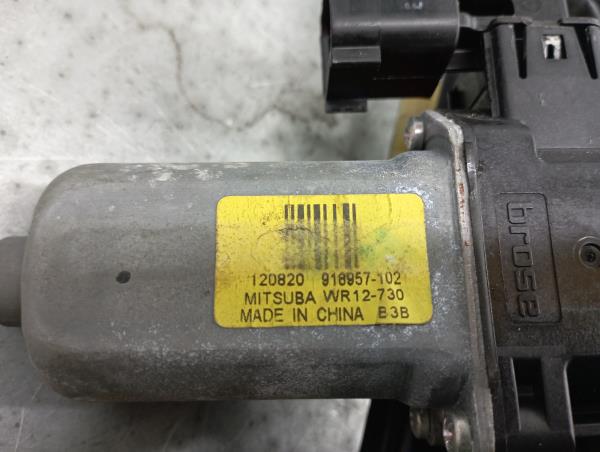 120820 918957-102
MITSUBA WR12-730
MADE IN CHINA B3B
brose